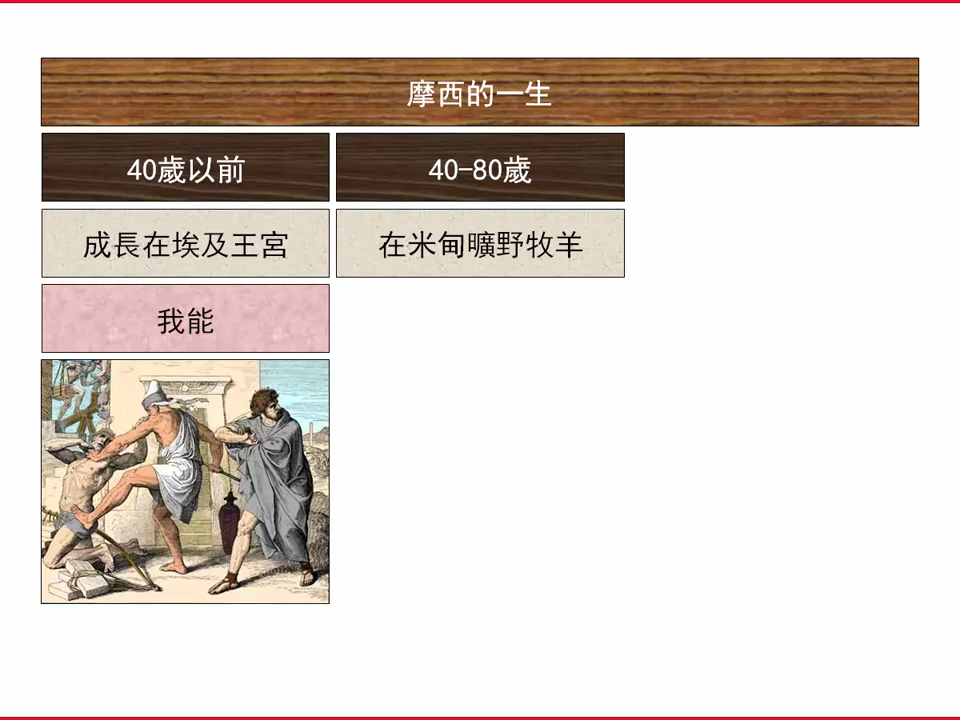 摩西的一生
40歲以前
40-80歲
成長在埃及王宮
在米甸曠野牧羊
我能